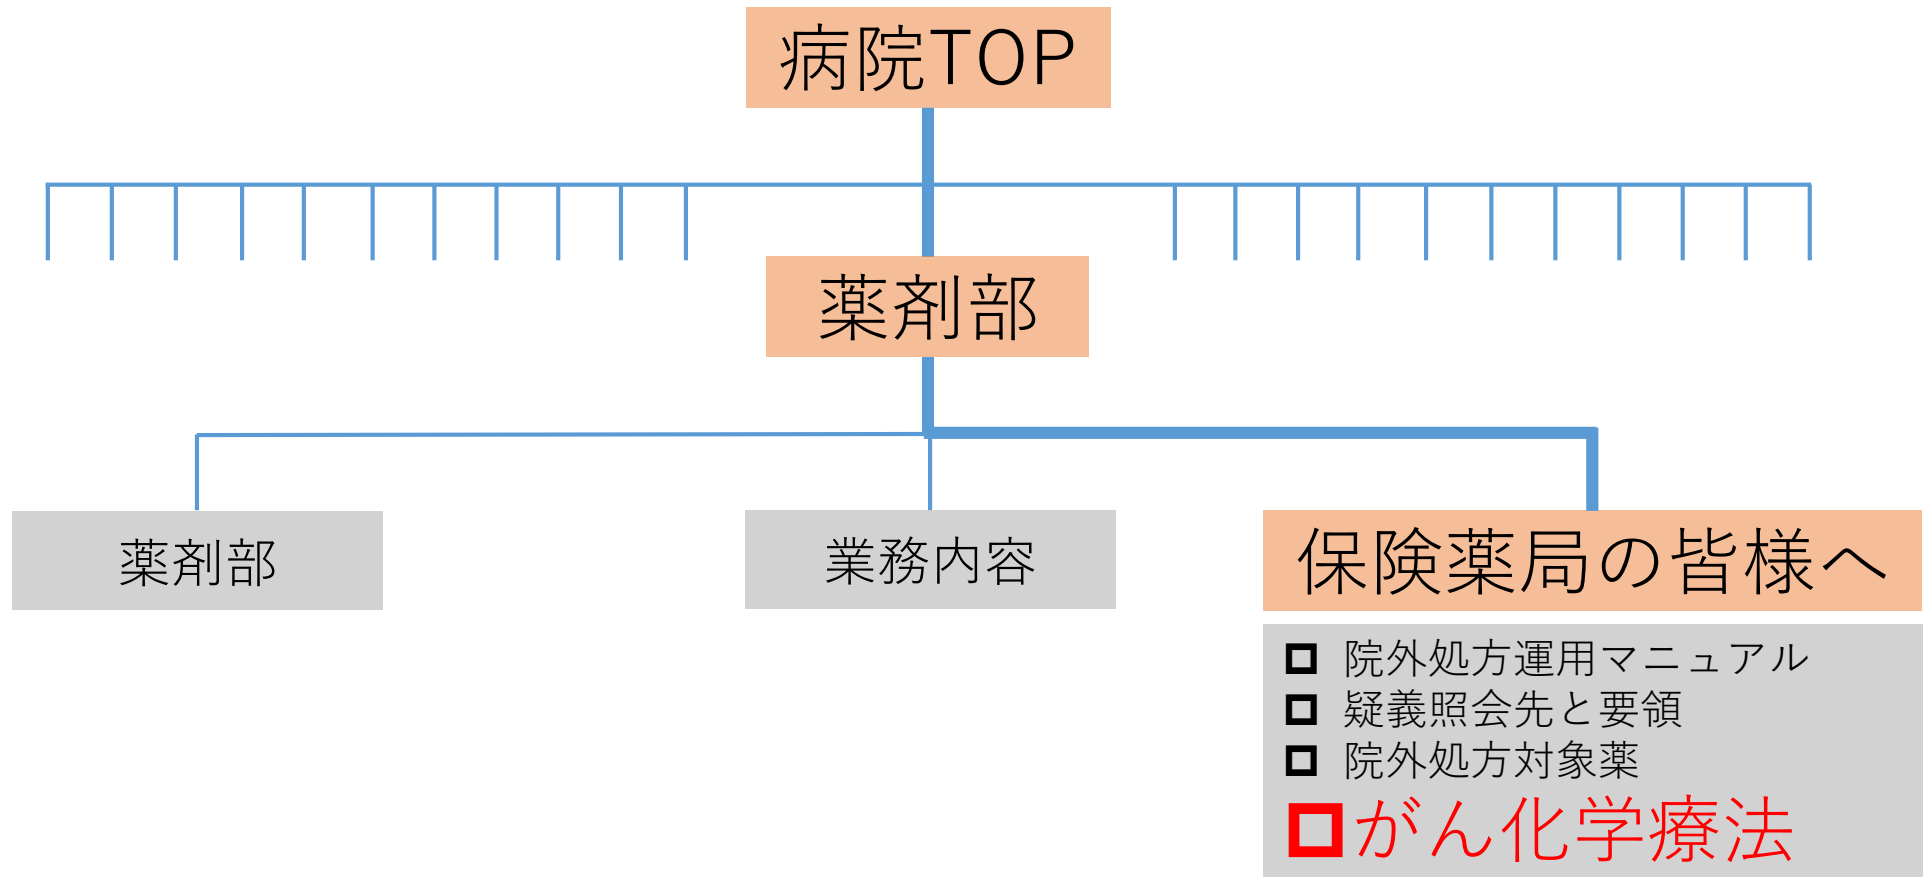 病院TOP
薬剤部
薬剤部
業務内容
保険薬局の皆様へ
院外処方運用マニュアル
疑義照会先と要領
院外処方対象薬
がん化学療法